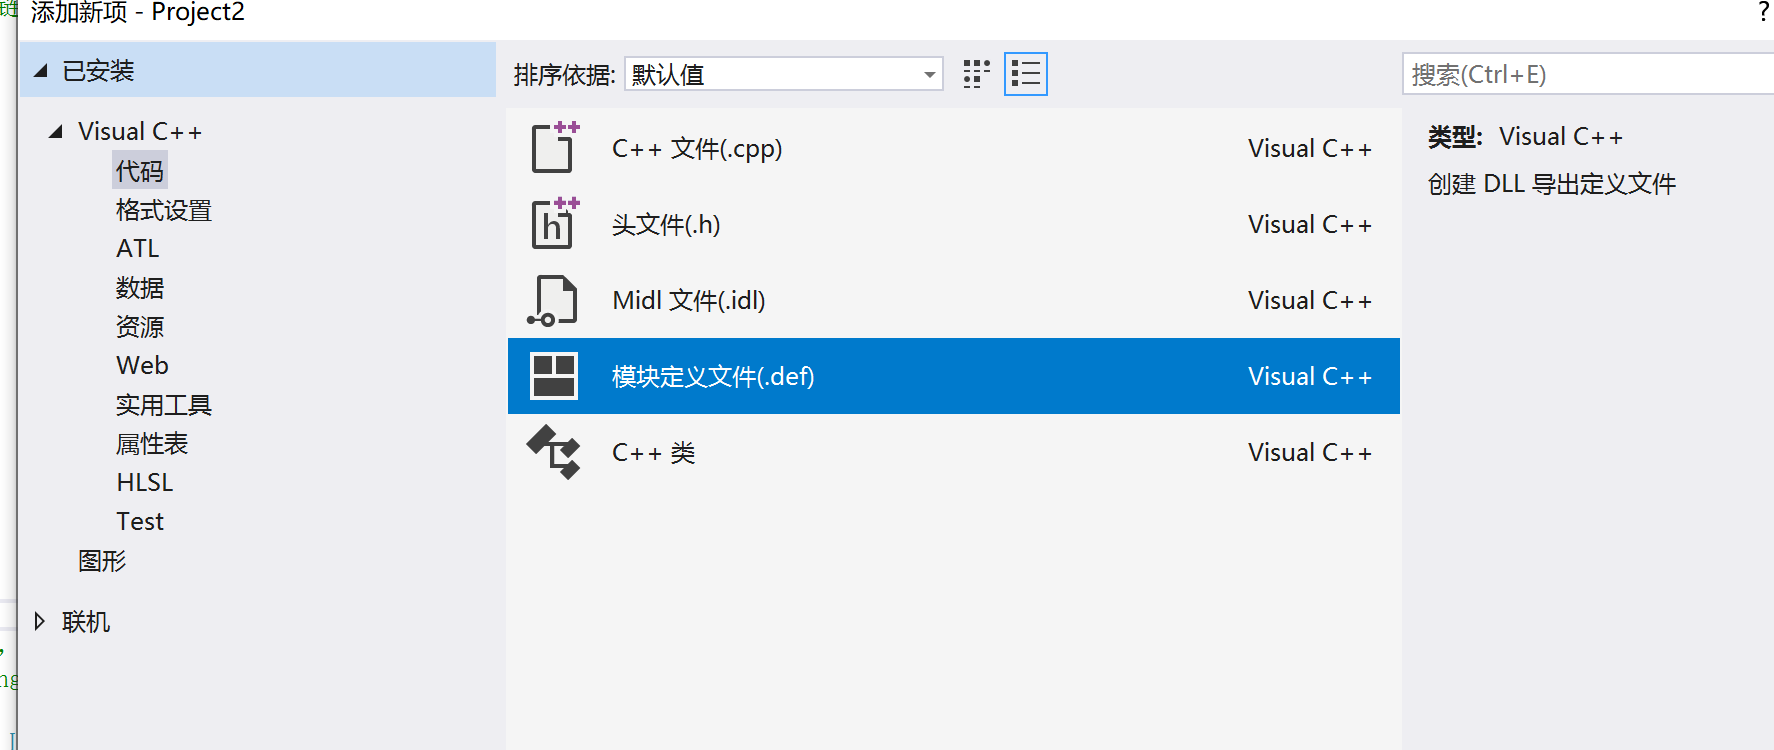 添加新项 - Project2
?
已安装
Visual C++
代码
格式设置
ATL
数据
资源
Web
实用工具
属性表
HLSL
Test
图形
联机
排序依据: 默认值
C++ 文件(.cpp) Visual C++
头文件(.h) Visual C++
Midl 文件(.idl) Visual C++
模块定义文件(.def) Visual C++
C++ 类 Visual C++
搜索(Ctrl+E)
类型: Visual C++
创建 DLL 导出定义文件